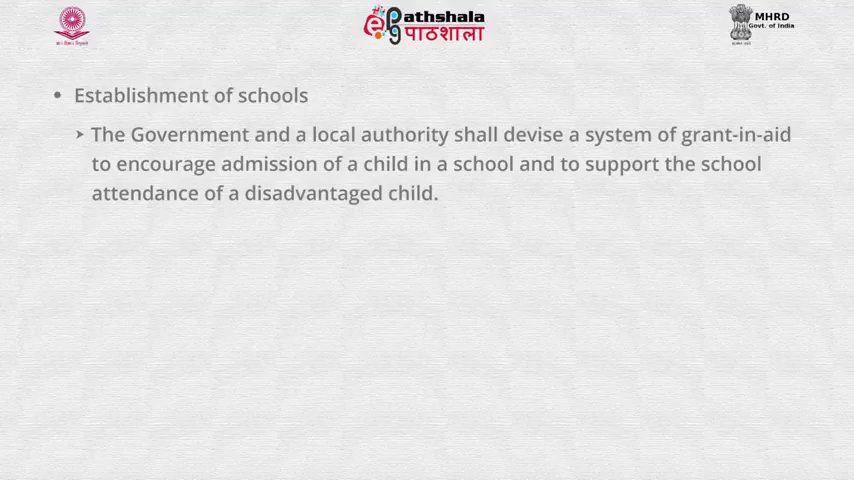 epathshala
पाठशाला
MHRD
Govt. of India
• Establishment of schools
➤ The Government and a local authority shall devise a system of grant-in-aid
to encourage admission of a child in a school and to support the school
attendance of a disadvantaged child.